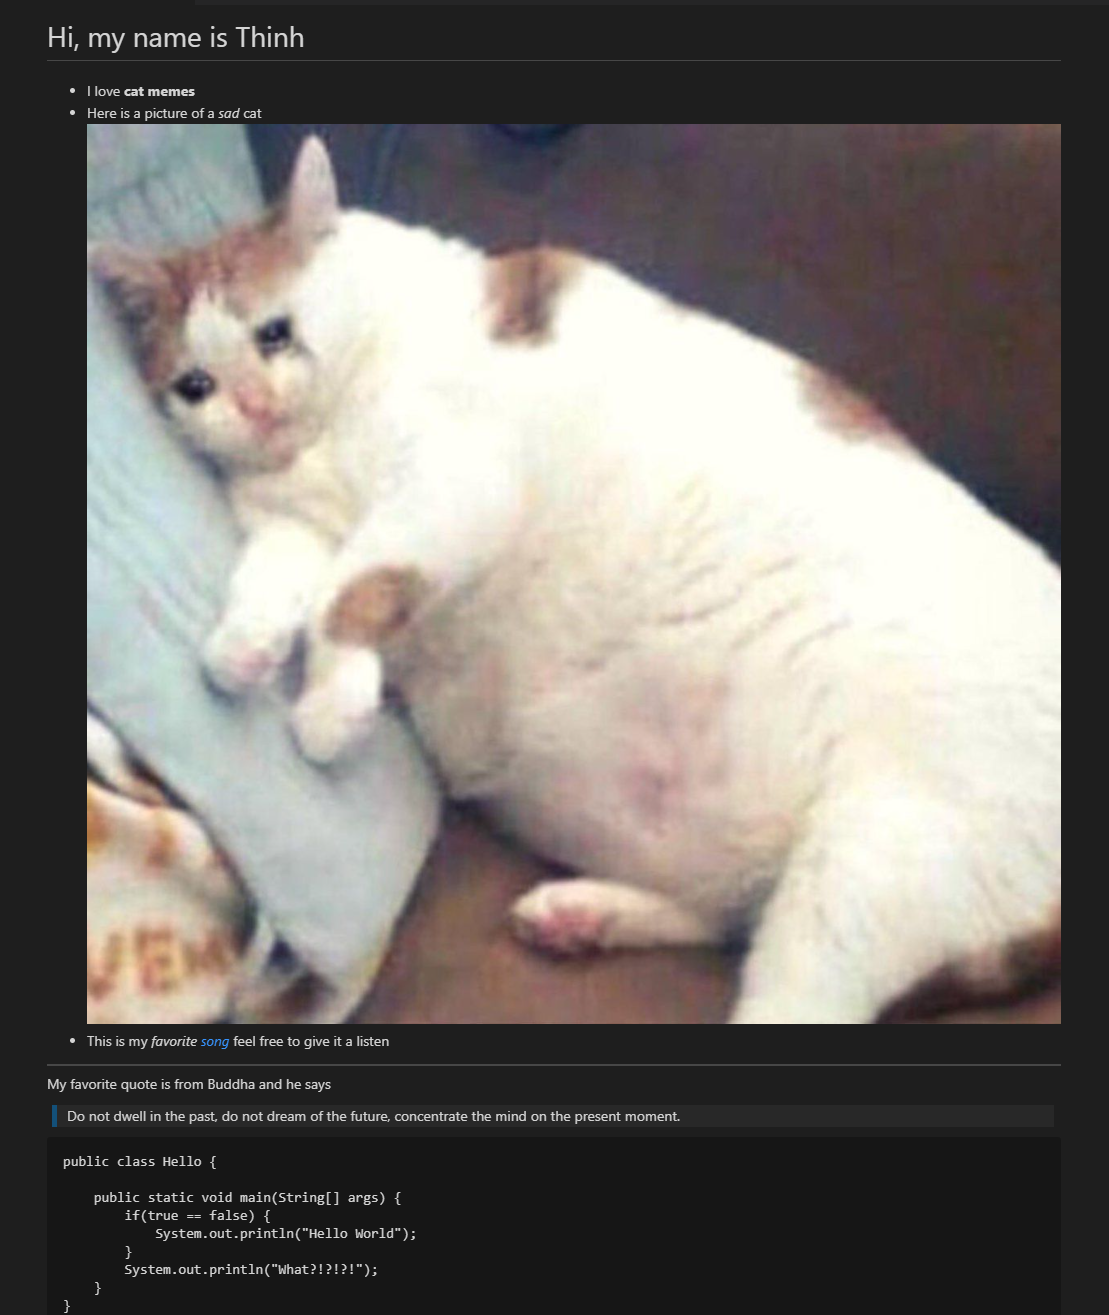 Hi, my name is Thinh
I love cat memes
Here is a picture of a sad cat
This is my favorite song feel free to give it a listen
My favorite quote is from Buddha and he says
Do not dwell in the past, do not dream of the future, concentrate the mind on the present moment.
public class Hello {
    public static void main(String[] args) {
        if(true == false) {
            System.out.println("Hello World");
        }
        System.out.println("What?!?!?!");
    }
}